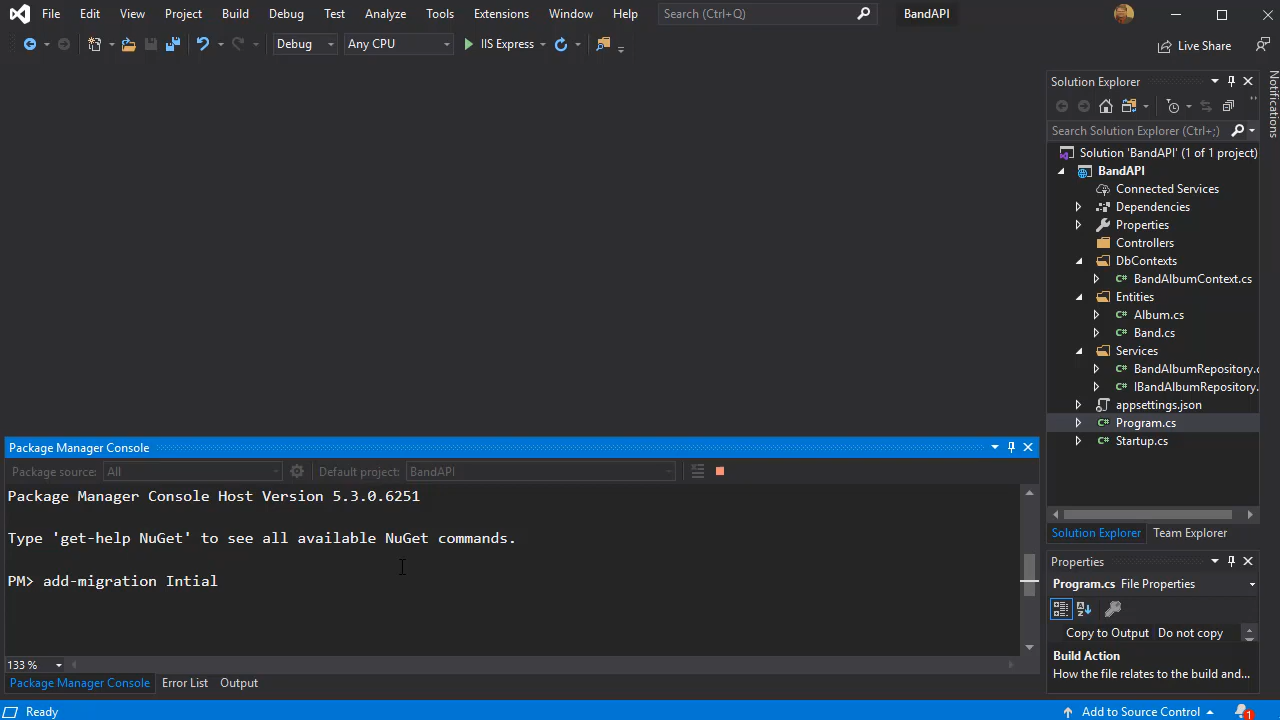 File Edit View Project Build Debug Test Analyze Tools Extensions Window Help Search (Ctrl+Q) BandAPI
Debug Any CPU IIS Express Live Share
Notifications
Solution Explorer
Search Solution Explorer (Ctrl+;)
Solution 'BandAPI' (1 of 1 project)
BandAPI
Connected Services
Dependencies
Properties
Controllers
DbContexts
C# BandAlbumContext.cs
Entities
C# Album.cs
C# Band.cs
Services
C# BandAlbumRepository.c
C# IBandAlbumRepository.
appsettings.json
C# Program.cs
C# Startup.cs
Solution Explorer Team Explorer
Properties
Program.cs File Properties
Copy to Output Do not copy
Build Action
How the file relates to the build and...
Package Manager Console
Package source: All Default project: BandAPI
Package Manager Console Host Version 5.3.0.6251
Type 'get-help NuGet' to see all available NuGet commands.
PM> add-migration Intial
133 %
Package Manager Console Error List Output
Ready Add to Source Control 1